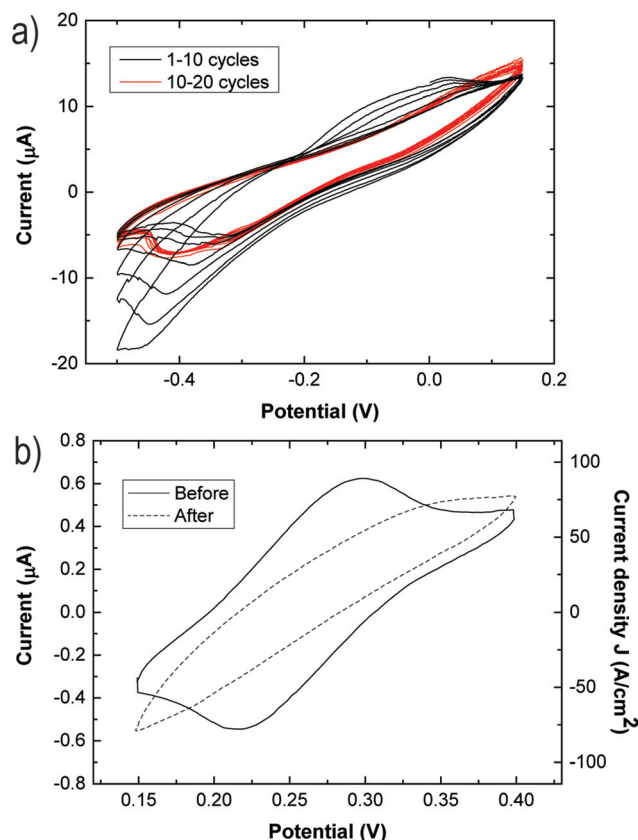 a)
20
10
0
-10
-20
Current (μA)
1-10 cycles
10-20 cycles
-0.4
-0.2
0.0
0.2
Potential (V)
b)
0.8
0.6
0.4
0.2
0.0
-0.2
-0.4
-0.6
-0.8
Current (μA)
Before
After
100
50
0
-50
-100
Current density J (A/cm²)
0.15
0.20
0.25
0.30
0.35
0.40
Potential (V)